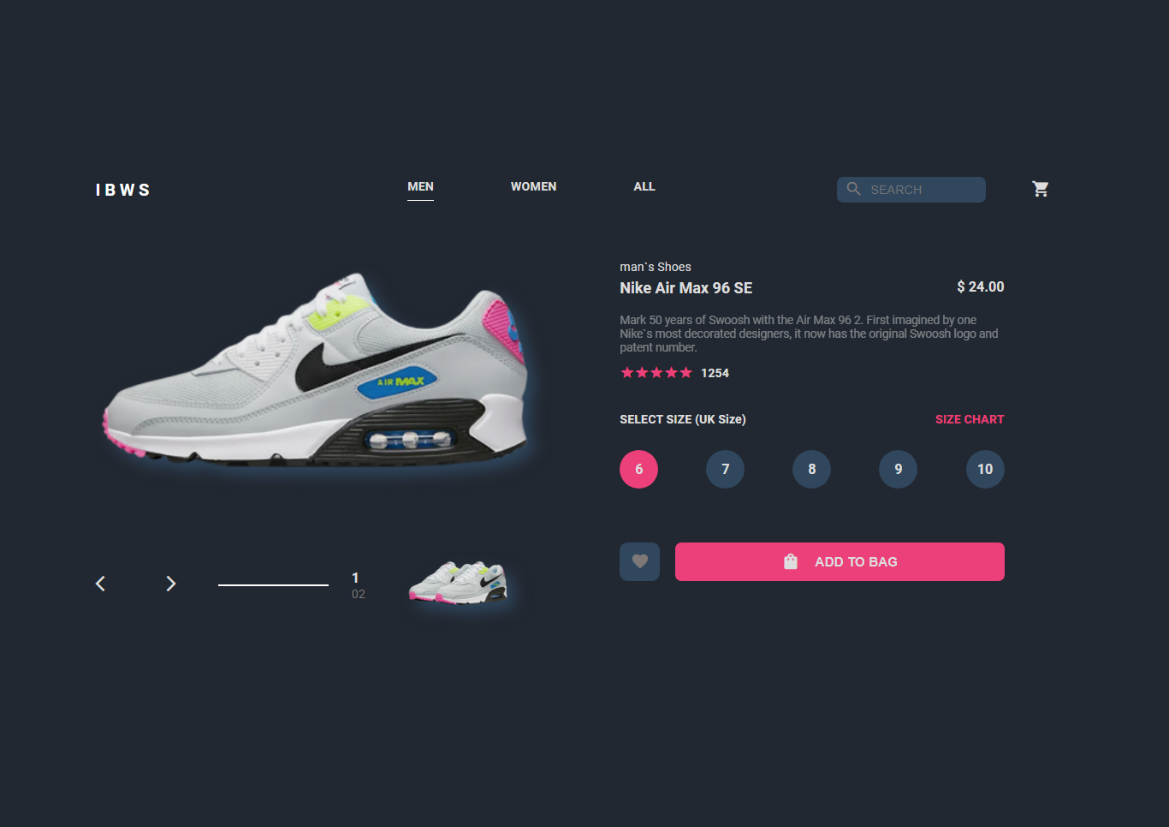 IBWS
MEN
WOMEN
ALL
SEARCH
man`s Shoes
Nike Air Max 96 SE
$ 24.00
Mark 50 years of Swoosh with the Air Max 96 2. First imagined by one
Nike`s most decorated designers, it now has the original Swoosh logo and
patent number.
1254
SELECT SIZE (UK Size)
SIZE CHART
6
7
8
9
10
AIR MAX
1
02
ADD TO BAG